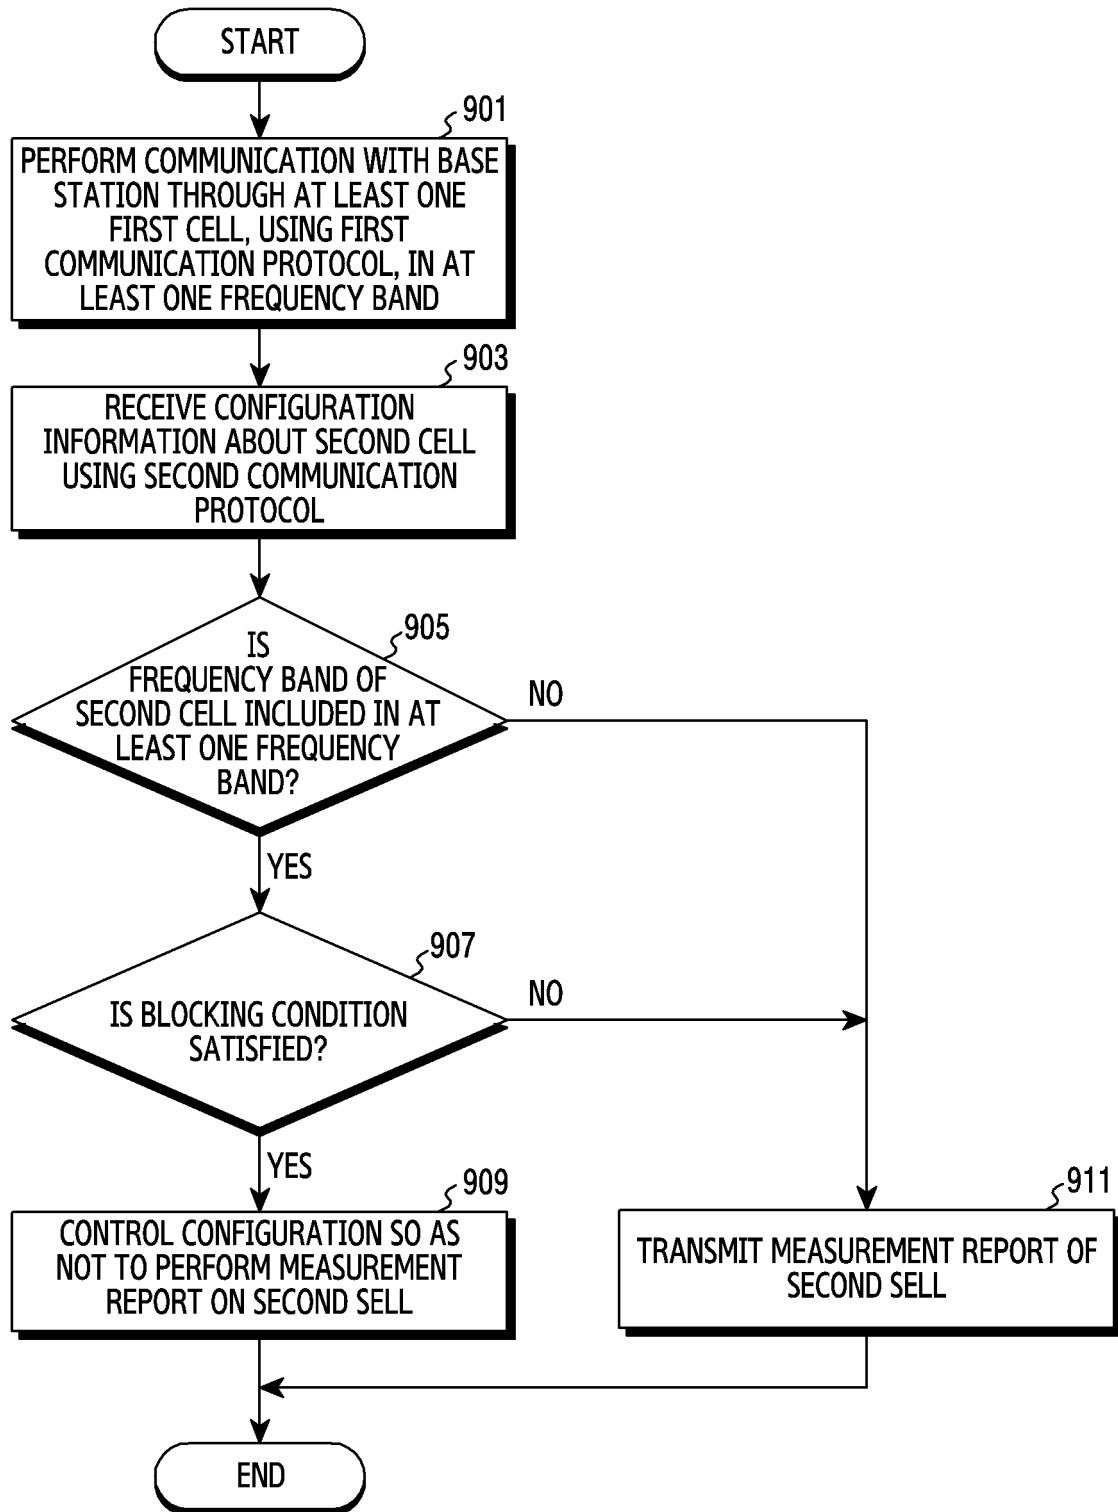 START
901
PERFORM COMMUNICATION WITH BASE
STATION THROUGH AT LEAST ONE
FIRST CELL, USING FIRST
COMMUNICATION PROTOCOL, IN AT
LEAST ONE FREQUENCY BAND
903
RECEIVE CONFIGURATION
INFORMATION ABOUT SECOND CELL
USING SECOND COMMUNICATION
PROTOCOL
905
IS
FREQUENCY BAND OF
SECOND CELL INCLUDED IN AT
LEAST ONE FREQUENCY
BAND?
NO
YES
907
IS BLOCKING CONDITION
SATISFIED?
NO
YES
909
CONTROL CONFIGURATION SO AS
NOT TO PERFORM MEASUREMENT
REPORT ON SECOND SELL
911
TRANSMIT MEASUREMENT REPORT OF
SECOND SELL
END